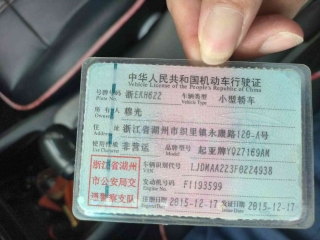 中华人民共和国机动车行驶证
Vehicle License of the People's Republic of China
号牌号码 浙EKH622 车辆类型 小型轿车
Plate No. Vehicle Type
所有人 穆光
Owner
住址 浙江省湖州市织里镇永康路126-A号
Address
使用性质 非营运 品牌型号 起亚牌YQZ7169AM
Use Character Model
浙江省湖州市公安局交通警察支队
车辆识别代号 LJDMAA223F0224938
VIN
发动机号码 F1193599
Engine No.
注册日期 2015-12-17 发证日期 2015-12-17
Register Date Issue Date